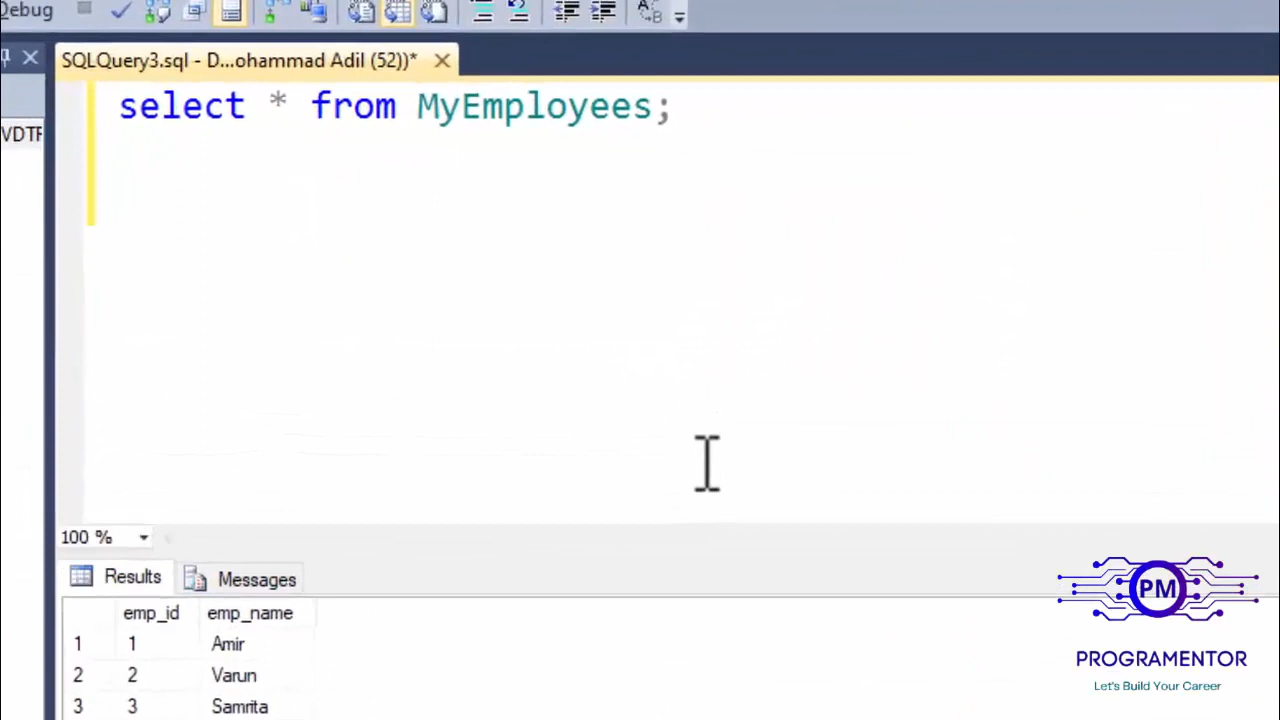 Debug
SQLQuery3.sql - D...ohammad Adil (52))*
select * from MyEmployees;
VDTF
100 %
Results Messages
emp_id emp_name
1 1 Amir
2 2 Varun
3 3 Samrita
PM
PROGRAMENTOR
Let's Build Your Career